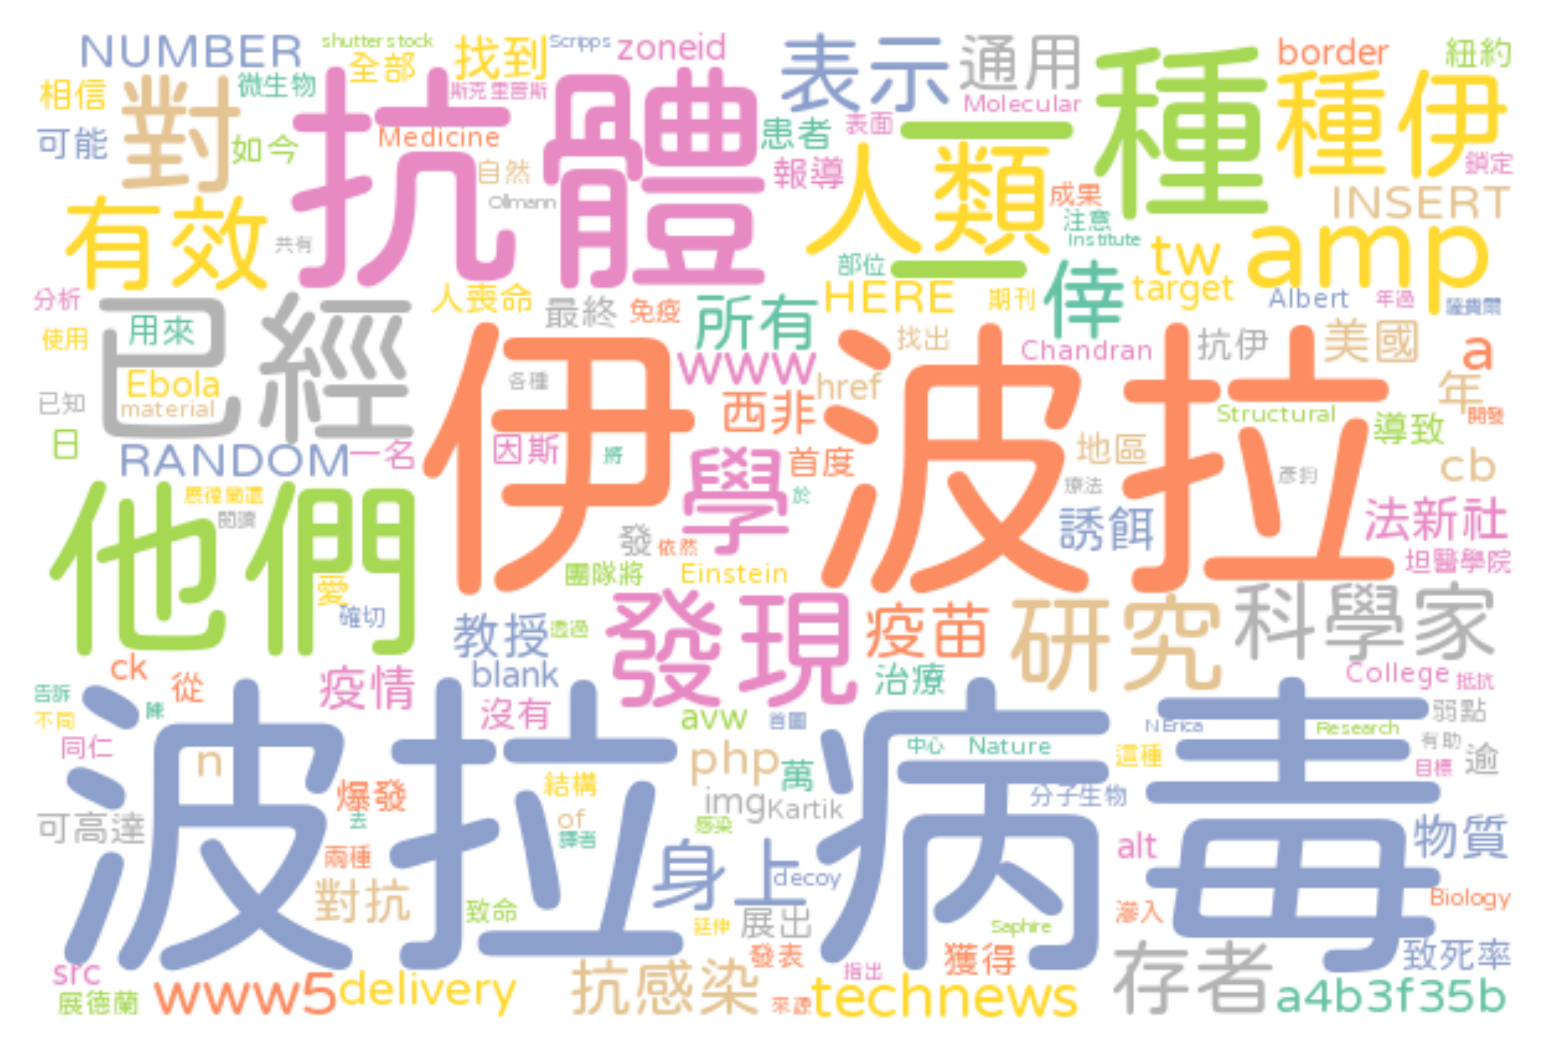 NUMBER
shutterstock
找到
Scripps
zoneid
表示
通用
border
紐約
全部
相信
對
微生物
抗體
斯克里普斯
Molecular
種
種伊
可能
如今
Medicine
自然
患者
表面
一
人類
鎖定
報導
成果
INSERT
有效
Ollmann
注意
Institute
共有
tw
amp
部位
一
倖
分析
人喪命
最終
免疫
所有
HERE
期刊
target
Albert
年過
薩費爾
已經
用來
使用
www
找出
Chandran
抗伊
美國
a
Ebola
各種
伊波拉
href
年
已知
material
西非
Structural
導致
開發
日
RANDOM
一名
因斯
將
學
首度
地區
cb
彥鈞
他們
展德蘭還
閱讀
於
療法
誘餌
法新社
發
依然
坦醫學院
團隊將
Einstein
愛
確切
教授
透過
發現
疫苗
研究
科學家
ck
從
疫情
blank
治療
College
抵抗
告訴
不同
陳
沒有
avw
首圖
弱點
波拉病毒
NErica
Research
同仁
中心
Nature
這種
有助
目標
逾
n
php
萬
爆發
結構
img
Kartik
分子生物
可高達
去
of
譯者
感染
物質
兩種
身上
alt
decoy
對抗
Biology
致命
延伸
展出
Saphire
滲入
發表
獲得
存者
致死率
src
指出
展德蘭
www5
delivery
抗感染
來源
technews
a4b3f35b